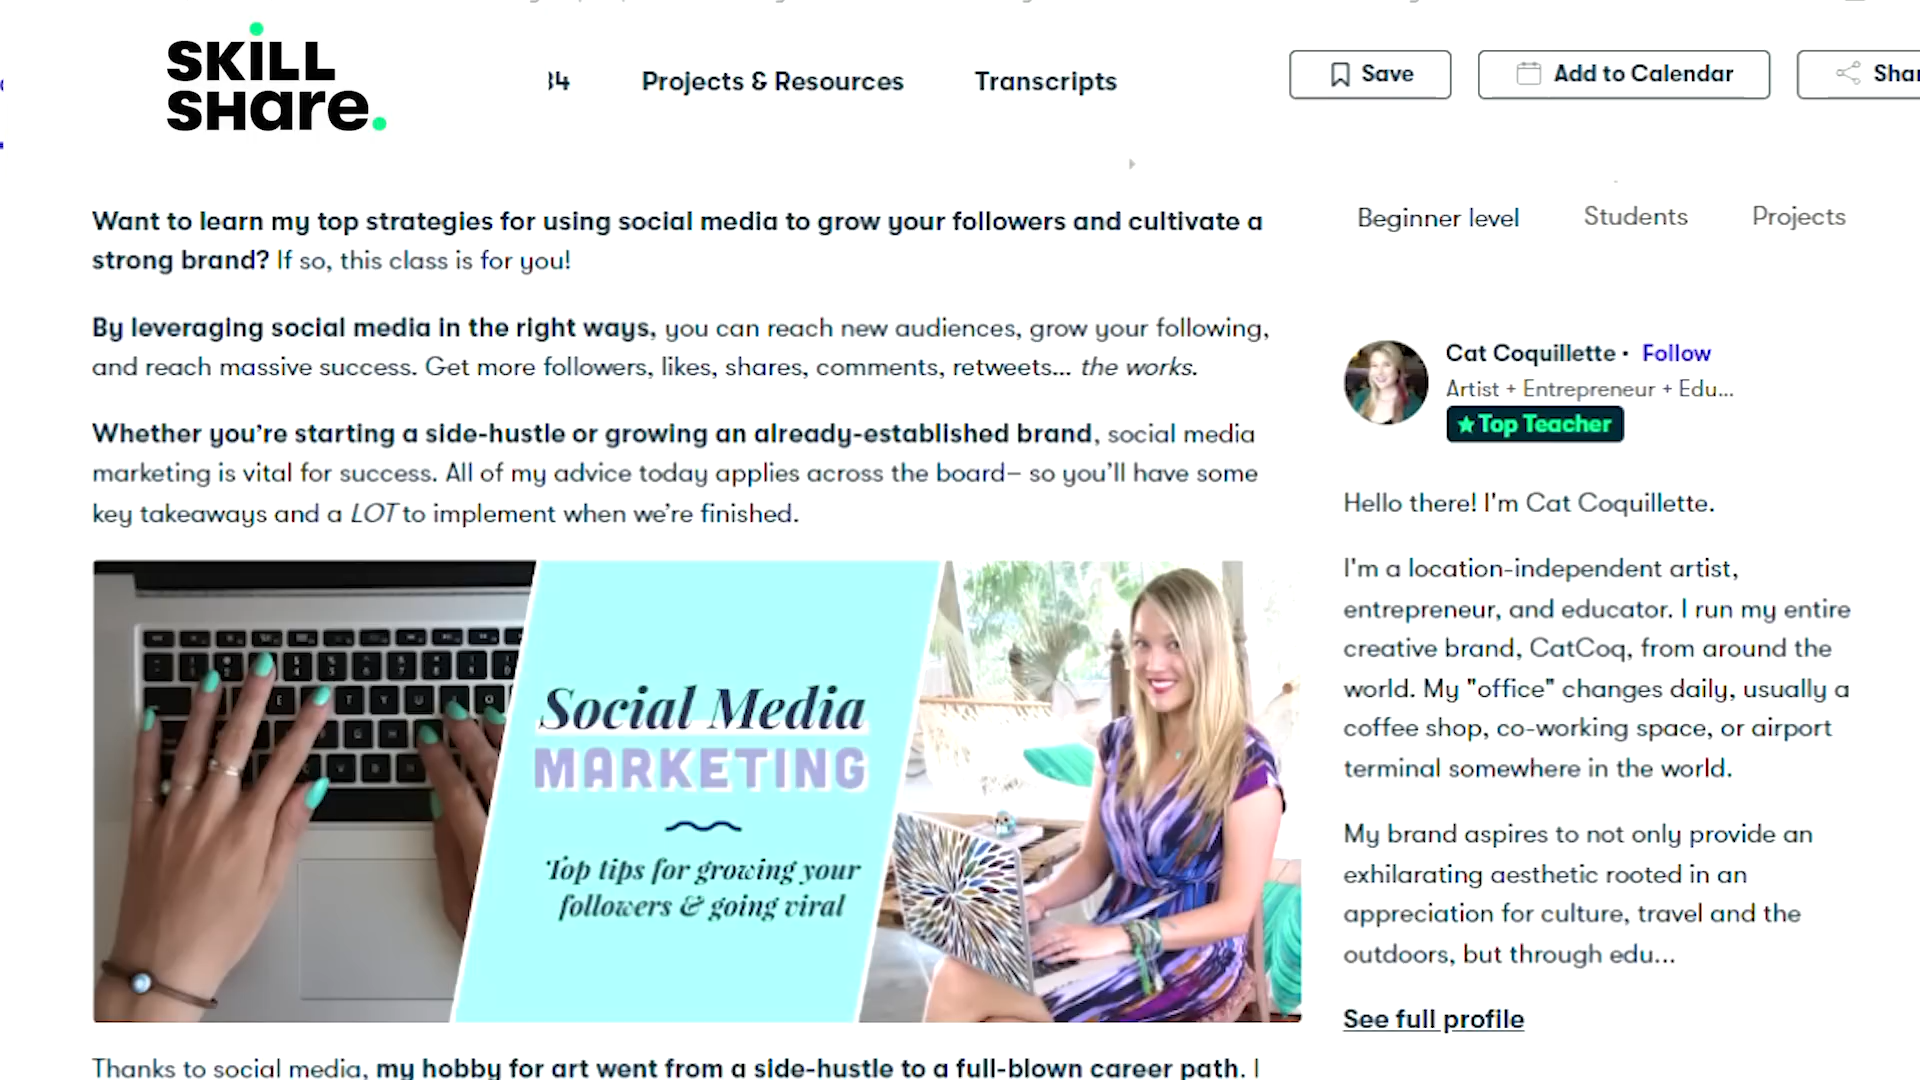 SKILL
SHare.
34
Projects & Resources
Transcripts
Save
Add to Calendar
Shar
Want to learn my top strategies for using social media to grow your followers and cultivate a
strong brand? If so, this class is for you!
By leveraging social media in the right ways, you can reach new audiences, grow your following,
and reach massive success. Get more followers, likes, shares, comments, retweets... the works.
Whether you're starting a side-hustle or growing an already-established brand, social media
marketing is vital for success. All of my advice today applies across the board– so you'll have some
key takeaways and a LOT to implement when we're finished.
Social Media
MARKETING
Top tips for growing your
followers & going viral
Thanks to social media, my hobby for art went from a side-hustle to a full-blown career path. I
Beginner level
Students
Projects
Cat Coquillette • Follow
Artist + Entrepreneur + Edu...
Top Teacher
Hello there! I'm Cat Coquillette.
I'm a location-independent artist,
entrepreneur, and educator. I run my entire
creative brand, CatCoq, from around the
world. My "office" changes daily, usually a
coffee shop, co-working space, or airport
terminal somewhere in the world.
My brand aspires to not only provide an
exhilarating aesthetic rooted in an
appreciation for culture, travel and the
outdoors, but through edu...
See full profile